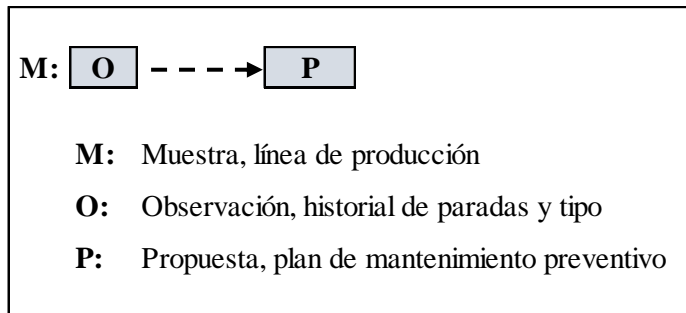 M: O P
M: Muestra, línea de producción
O: Observación, historial de paradas y tipo
P: Propuesta, plan de mantenimiento preventivo